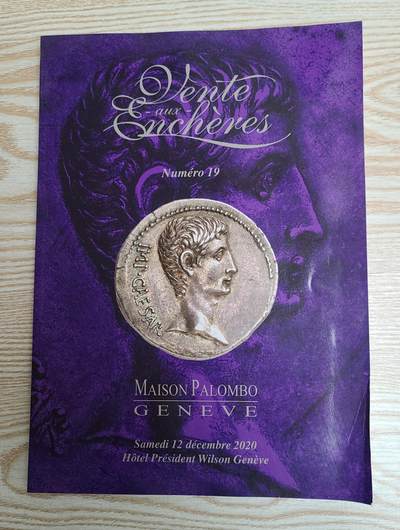 Vente
- aux -
Enchères
Numéro 19
IMP·CAESAR
MAISON PALOMBO
GENEVE
Samedi 12 décembre 2020
Hôtel Président Wilson Genève